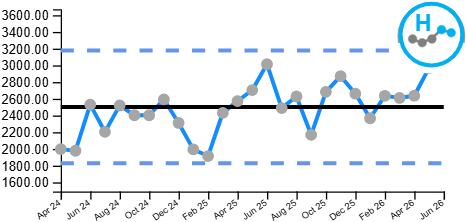 3600.00
3400.00
3200.00
3000.00
2800.00
2600.00
2400.00
2200.00
2000.00
1800.00
1600.00
H
Apr 24
Jun 24
Aug 24
Oct 24
Dec 24
Feb 25
Apr 25
Jun 25
Aug 25
Oct 25
Dec 25
Feb 26
Apr 26
Jun 26